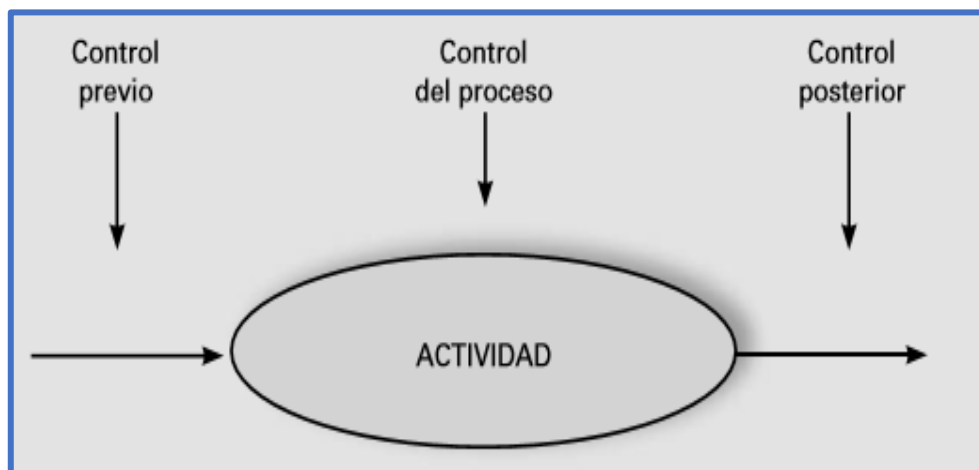 Control
previo
Control
del proceso
Control
posterior
ACTIVIDAD